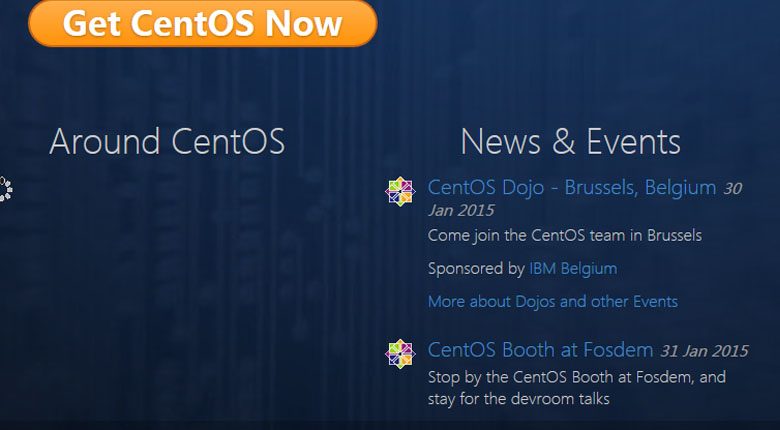 Get CentOS Now
Around CentOS
News & Events
CentOS Dojo - Brussels, Belgium 30
Jan 2015
Come join the CentOS team in Brussels
Sponsored by IBM Belgium
More about Dojos and other Events
CentOS Booth at Fosdem 31 Jan 2015
Stop by the CentOS Booth at Fosdem, and
stay for the devroom talks